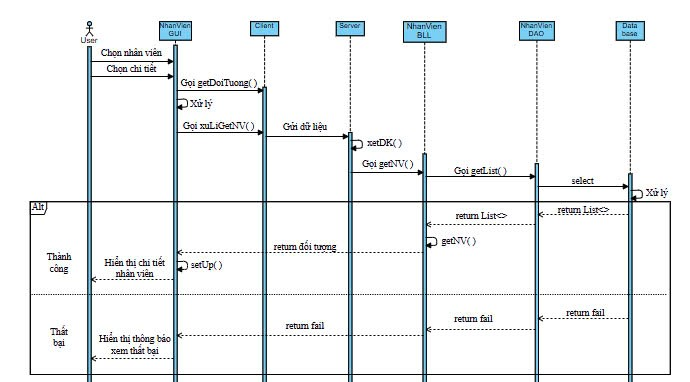 User
NhanVien
GUI
Client
Server
NhanVien
BLL
NhanVien
DAO
Data
base
Chọn nhân viên
Chọn chi tiết
Gọi getDoiTuong( )
Xử lý
Gọi xuLiGetNV( )
Gửi dữ liệu
xetDK( )
Gọi getNV( )
Gọi getList( )
select
Xử lý
Alt
return List<>
return List<>
return đối tượng
getNV( )
Thành
công
Hiển thị chi tiết
nhân viên
setUp( )
return fail
return fail
return fail
Thất
bại
Hiển thị thông báo
xem thất bại